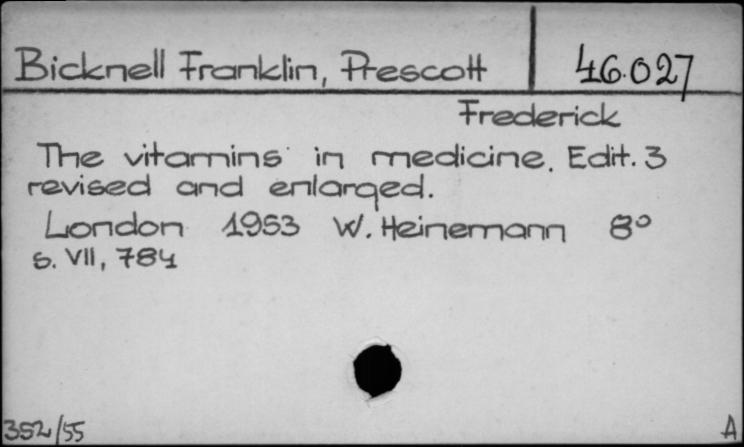 Bicknell Franklin, Prescott
46.027
Frederick
The vitamins in medicine. Edit. 3
revised and enlarged.
London 1953 W. Heinemann 8°
s. VII, 784
352/55
A